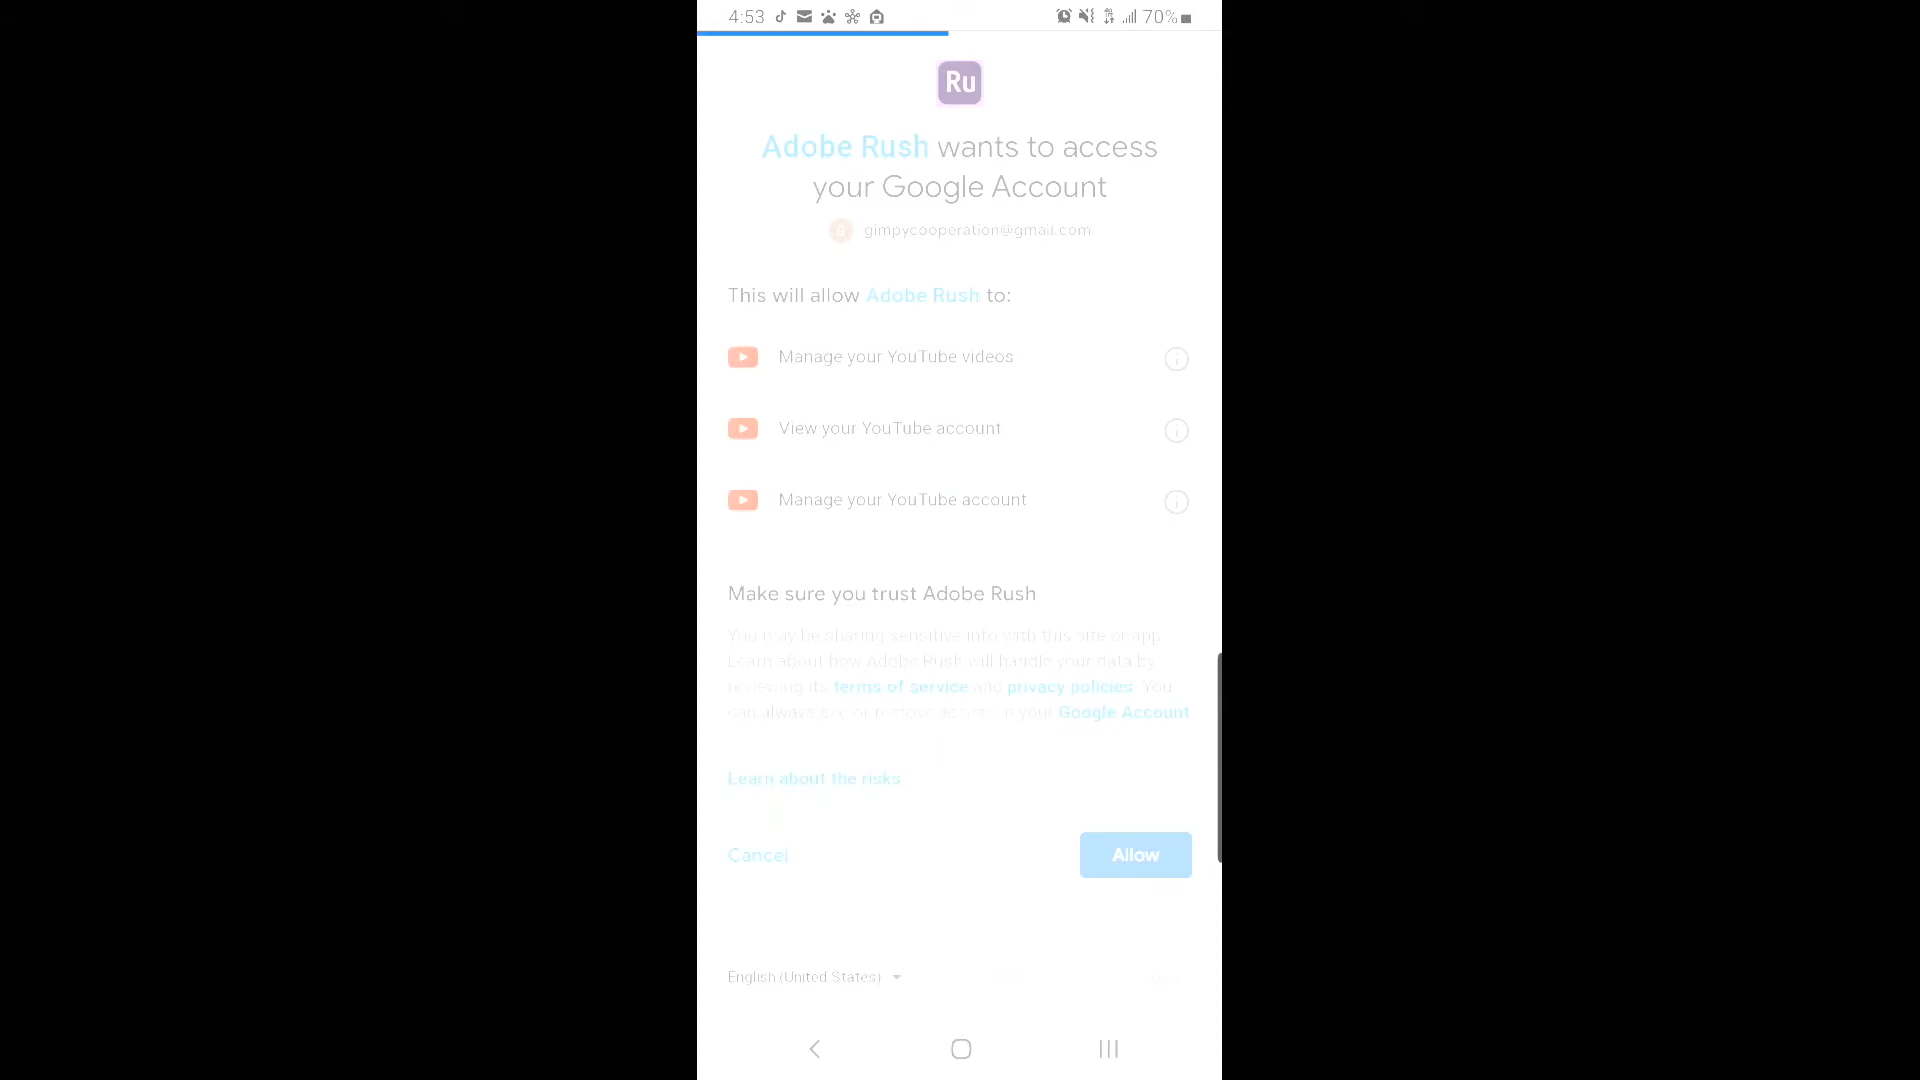 4:53 70%
Ru
Adobe Rush wants to access
your Google Account
G gimpycooperation@gmail.com
This will allow Adobe Rush to:
Manage your YouTube videos
View your YouTube account
Manage your YouTube account
Make sure you trust Adobe Rush
You may be sharing sensitive info with this site or app.
Learn about how Adobe Rush will handle your data by
reviewing its terms of service and privacy policies. You
can always see or remove access in your Google Account
Learn about the risks
Cancel Allow
English (United States)